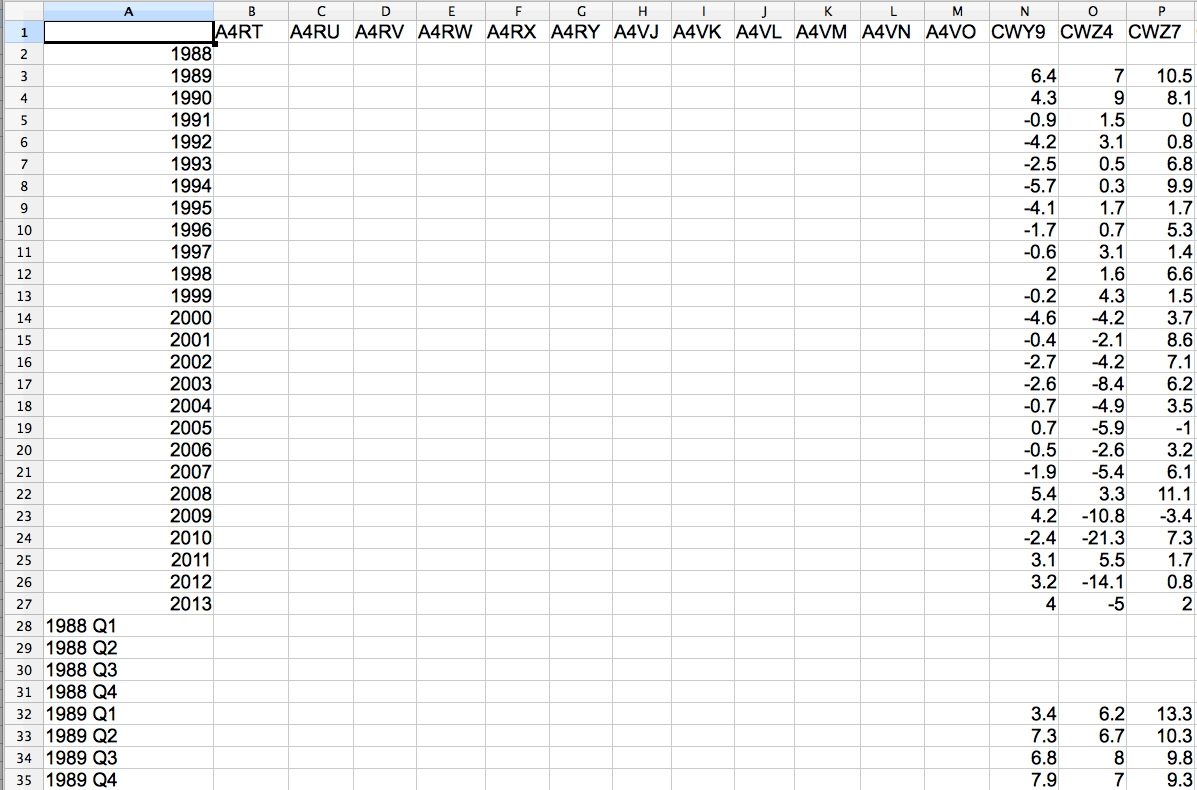 A B C D E F G H I J K L M N O P
1 A4RT A4RU A4RV A4RW A4RX A4RY A4VJ A4VK A4VL A4VM A4VN A4VO CWY9 CWZ4 CWZ7
2 1988
3 1989 6.4 7 10.5
4 1990 4.3 9 8.1
5 1991 -0.9 1.5 0
6 1992 -4.2 3.1 0.8
7 1993 -2.5 0.5 6.8
8 1994 -5.7 0.3 9.9
9 1995 -4.1 1.7 1.7
10 1996 -1.7 0.7 5.3
11 1997 -0.6 3.1 1.4
12 1998 2 1.6 6.6
13 1999 -0.2 4.3 1.5
14 2000 -4.6 -4.2 3.7
15 2001 -0.4 -2.1 8.6
16 2002 -2.7 -4.2 7.1
17 2003 -2.6 -8.4 6.2
18 2004 -0.7 -4.9 3.5
19 2005 0.7 -5.9 -1
20 2006 -0.5 -2.6 3.2
21 2007 -1.9 -5.4 6.1
22 2008 5.4 3.3 11.1
23 2009 4.2 -10.8 -3.4
24 2010 -2.4 -21.3 7.3
25 2011 3.1 5.5 1.7
26 2012 3.2 -14.1 0.8
27 2013 4 -5 2
28 1988 Q1
29 1988 Q2
30 1988 Q3
31 1988 Q4
32 1989 Q1 3.4 6.2 13.3
33 1989 Q2 7.3 6.7 10.3
34 1989 Q3 6.8 8 9.8
35 1989 Q4 7.9 7 9.3